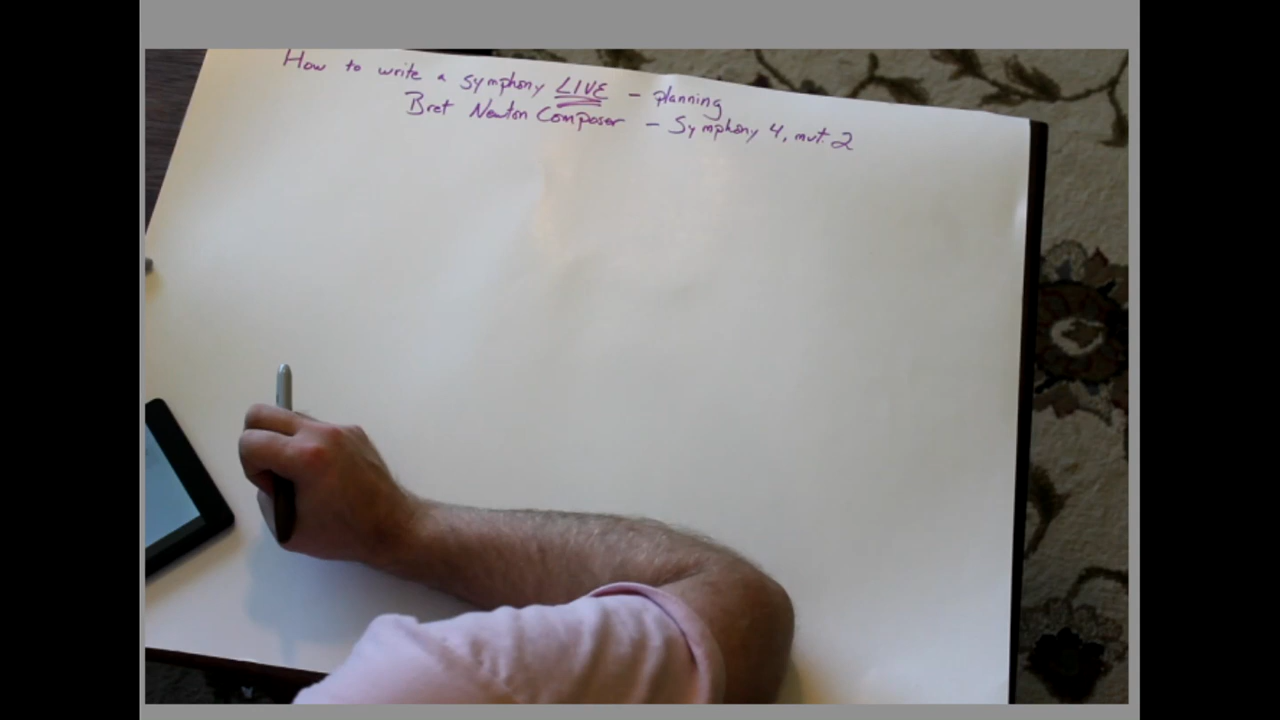 How to write a symphony LIVE - planning
Bret Newton Composer - Symphony 4, mvt. 2